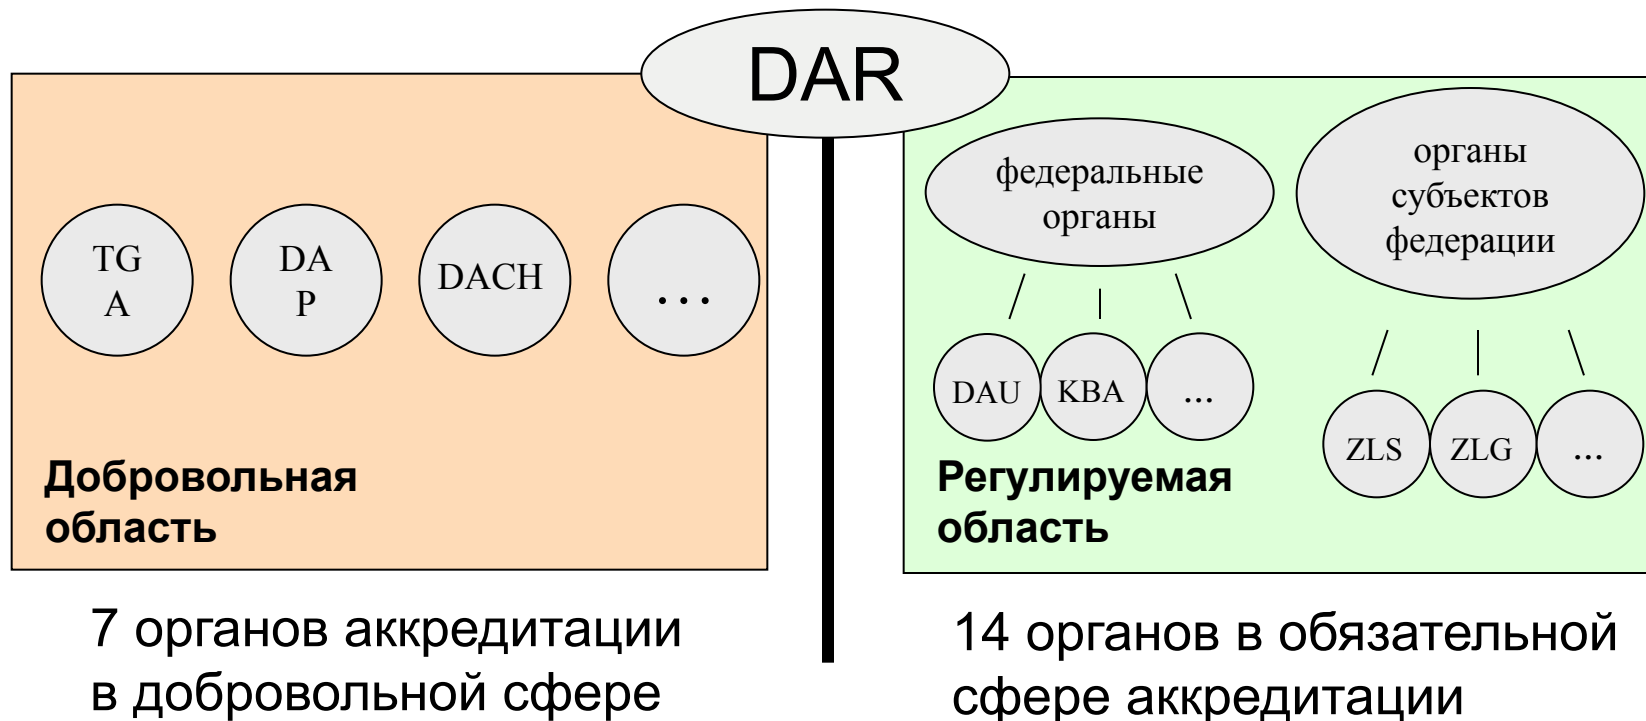 DAR
TG
A
DA
P
DACH
...
Добровольная
область
7 органов аккредитации
в добровольной сфере
федеральные
органы
DAU
KBA
...
органы
субъектов
федерации
ZLS
ZLG
...
Регулируемая
область
14 органов в обязательной
сфере аккредитации